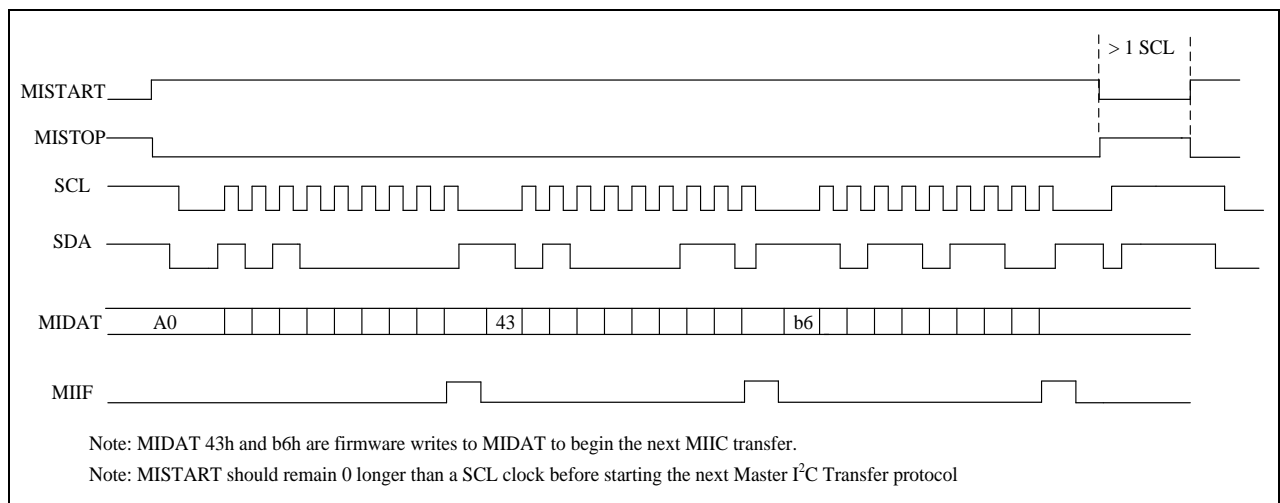 > 1 SCL
MISTART
MISTOP
SCL
SDA
MIDAT A0 43 b6
MIIF
Note: MIDAT 43h and b6h are firmware writes to MIDAT to begin the next MIIC transfer.
Note: MISTART should remain 0 longer than a SCL clock before starting the next Master I²C Transfer protocol